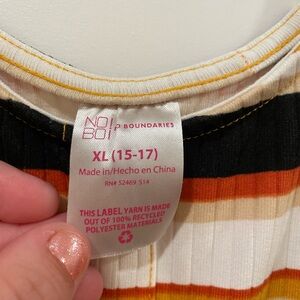 NO
BO
BOUNDARIES
XL (15-17)
Made in/Hecho en China
RN# 52469 S14
THIS LABEL YARN IS MADE
OUT OF 100% RECYCLED
POLYESTER MATERIALS